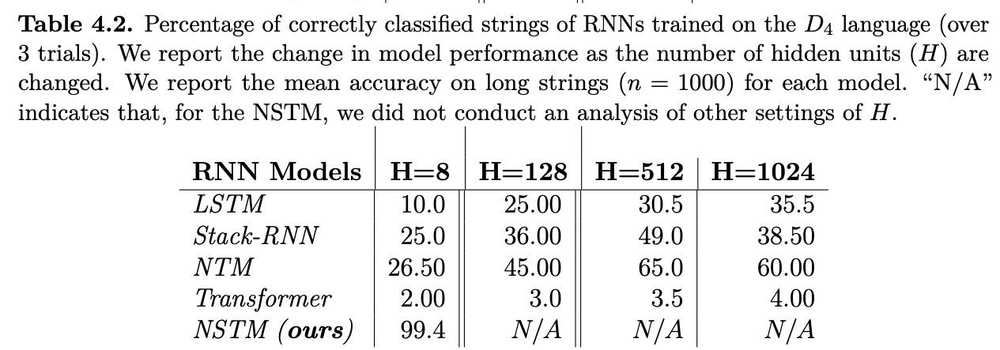 Table 4.2. Percentage of correctly classified strings of RNNs trained on the D4 language (over
3 trials). We report the change in model performance as the number of hidden units (H) are
changed. We report the mean accuracy on long strings (n = 1000) for each model. “N/A”
indicates that, for the NSTM, we did not conduct an analysis of other settings of H.
RNN Models H=8 H=128 H=512 H=1024
LSTM 10.0 25.00 30.5 35.5
Stack-RNN 25.0 36.00 49.0 38.50
NTM 26.50 45.00 65.0 60.00
Transformer 2.00 3.0 3.5 4.00
NSTM (ours) 99.4 N/A N/A N/A